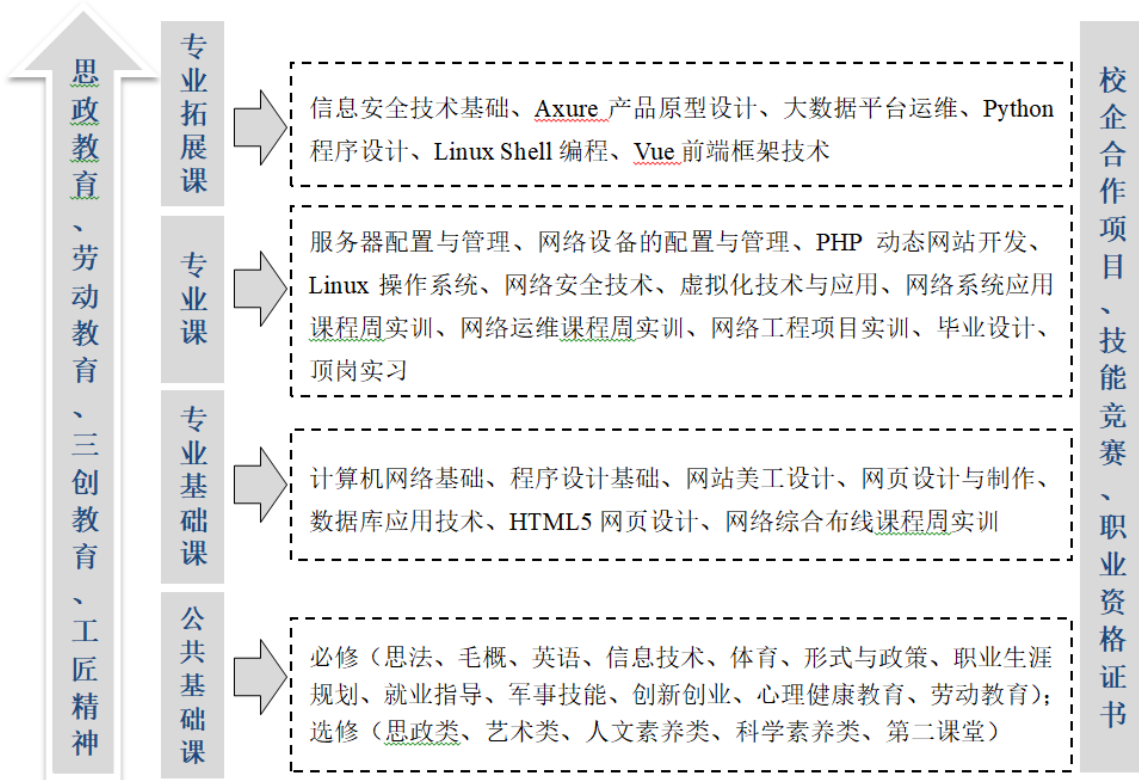 思政教育、劳动教育、三创教育、工匠精神
专业拓展课
信息安全技术基础、Axure 产品原型设计、大数据平台运维、Python
程序设计、Linux Shell 编程、Vue 前端框架技术
专业课
服务器配置与管理、网络设备的配置与管理、PHP 动态网站开发、
Linux 操作系统、网络安全技术、虚拟化技术与应用、网络系统应用
课程周实训、网络运维课程周实训、网络工程项目实训、毕业设计、
顶岗实习
专业基础课
计算机网络基础、程序设计基础、网站美工设计、网页设计与制作、
数据库应用技术、HTML5 网页设计、网络综合布线课程周实训
公共基础课
必修（思法、毛概、英语、信息技术、体育、形式与政策、职业生涯
规划、就业指导、军事技能、创新创业、心理健康教育、劳动教育）；
选修（思政类、艺术类、人文素养类、科学素养类、第二课堂）
校企合作项目、技能竞赛、职业资格证书